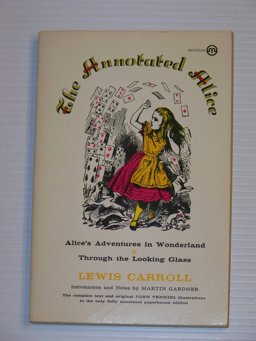 MERIDIAN
The Annotated Alice
Alice's Adventures in Wonderland
&
Through the Looking Glass
LEWIS CARROLL
Introduction and Notes by MARTIN GARDNER
The complete text and original JOHN TENNIEL illustrations
in the only fully annotated paperbound edition